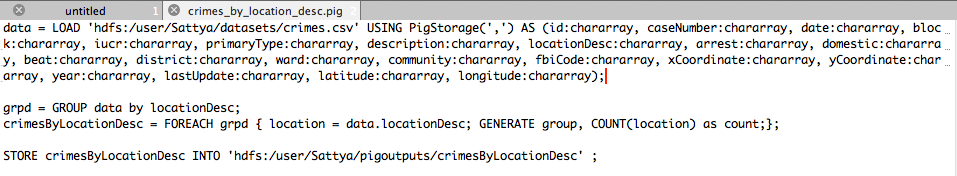 untitled 1 crimes_by_location_desc.pig 2
data = LOAD 'hdfs:/user/Sattya/datasets/crimes.csv' USING PigStorage(',') AS (id:chararray, caseNumber:chararray, date:chararray, bloc
k:chararray, iucr:chararray, primaryType:chararray, description:chararray, locationDesc:chararray, arrest:chararray, domestic:chararra
y, beat:chararray, district:chararray, ward:chararray, community:chararray, fbiCode:chararray, xCoordinate:chararray, yCoordinate:char
array, year:chararray, lastUpdate:chararray, latitude:chararray, longitude:chararray);
grpd = GROUP data by locationDesc;
crimesByLocationDesc = FOREACH grpd { location = data.locationDesc; GENERATE group, COUNT(location) as count;};
STORE crimesByLocationDesc INTO 'hdfs:/user/Sattya/pigoutputs/crimesByLocationDesc' ;